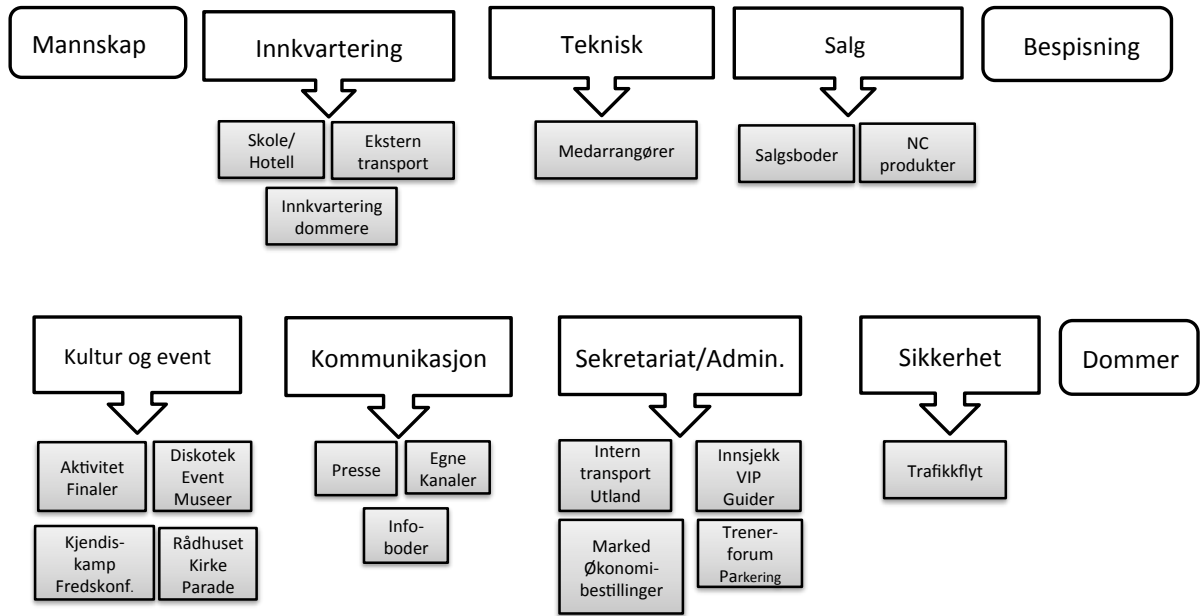 Mannskap
Innkvartering
Teknisk
Salg
Bespisning
Skole/
Hotell
Ekstern
transport
Innkvartering
dommere
Medarrangører
Salgsboder
NC
produkter
Kultur og event
Kommunikasjon
Sekretariat/Admin.
Sikkerhet
Dommer
Aktivitet
Finaler
Diskotek
Event
Museer
Kjendis-
kamp
Fredskonf.
Rådhuset
Kirke
Parade
Presse
Egne
Kanaler
Info-
boder
Intern
transport
Utland
Innsjekk
VIP
Guider
Marked
Økonomi-
bestillinger
Trener-
forum
Parkering
Trafikkflyt